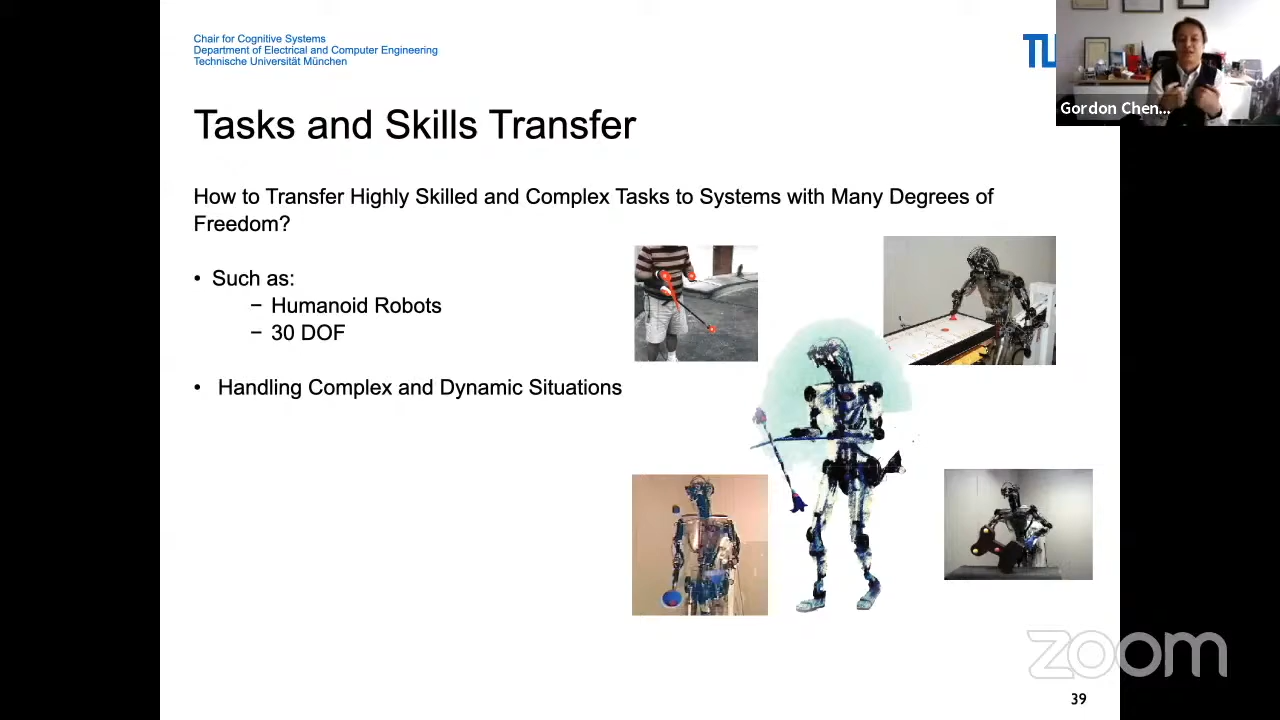 Chair for Cognitive Systems
Department of Electrical and Computer Engineering
Technische Universität München
TU
Gordon Chen...
Tasks and Skills Transfer
How to Transfer Highly Skilled and Complex Tasks to Systems with Many Degrees of
Freedom?
• Such as:
– Humanoid Robots
– 30 DOF
• Handling Complex and Dynamic Situations
zoom
39